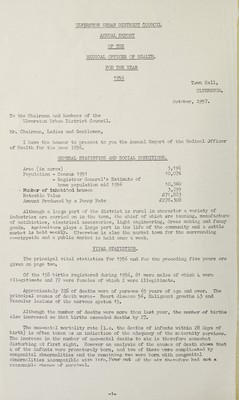 ULVERSTON URBAN DISTRICT COUNCIL
ANNUAL REPORT
OF THE
MEDICAL OFFICER OF HEALTH
FOR THE YEAR
1956
Town Hall,
ULVERSTON.
October, 1957.
To the Chairman and Members of the
Ulverston Urban District Council.
Mr. Chairman, Ladies and Gentlemen,
I have the honour to present to you the Annual Report of the Medical Officer
of Health for the year 1956.
GENERAL STATISTICS AND SOCIAL CONDITIONS.
Area (in acres) 3,196
Population - Census 1951 10,076
- Registrar General's Estimate of
home population mid 1956
Number of inhabited houses
Rateable Value
Amount Produced by a Penny Rate
Although a large part of the district is rural in character a variety of
industries are carried on in the town, the chief of which are tanning, manufacture
of antibiotics, electrical accessories, light engineering, dress making and fancy
goods. Agriculture plays a large part in the life of the community and a cattle
market is held weekly. Ulverston is also the market town for the surrounding
countryside and a public market is held once a week.
VITAL STATISTICS.
The principal vital statistics for 1956 and for the preceding five years are
given on page two.
Of the 158 births registered during 1956, 81 were males of which 4 were
illegitimate and 77 were females of which 2 were illegitimate.
Approximately 72% of deaths were of persons 65 years of age and over. The
principal causes of death were:- Heart disease 56, Malignant growths 23 and
Vascular lesions of the nervous system 13.
Although the number of deaths were more than last year, the number of births
also increased so that births exceeded deaths by 27.
The neo-natal mortality rate (i.e. the deaths of infants within 28 days of
birth) is often taken as an indication of the adequacy of the maternity services.
The increase in the number of neo-natal deaths to six is therefore somewhat
disturbing at first sight. However an analysis of the causes of death shows that
of the infants were prematurely born, and two of these were complicated by
congenital abnormalities and the remaining two were born with congenital
abnormalities incompatible with life. Four out of the six therefore had not a
reasonable chance of survival.
-1-